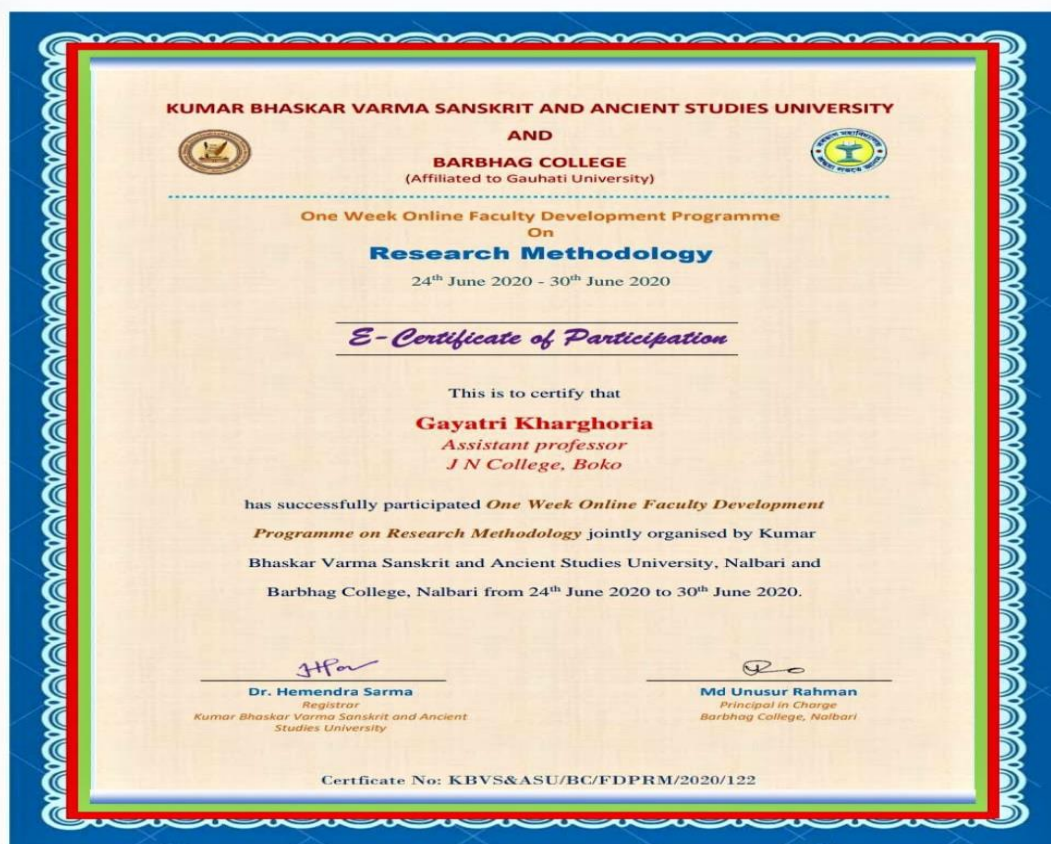 KUMAR BHASKAR VARMA SANSKRIT AND ANCIENT STUDIES UNIVERSITY
AND
BARBHAG COLLEGE
(Affiliated to Gauhati University)
One Week Online Faculty Development Programme
On
Research Methodology
24th June 2020 - 30th June 2020
E-Certificate of Participation
This is to certify that
Gayatri Kharghoria
Assistant professor
J N College, Boko
has successfully participated One Week Online Faculty Development
Programme on Research Methodology jointly organised by Kumar
Bhaskar Varma Sanskrit and Ancient Studies University, Nalbari and
Barbhag College, Nalbari from 24th June 2020 to 30th June 2020.
Dr. Hemendra Sarma
Registrar
Kumar Bhaskar Varma Sanskrit and Ancient
Studies University
Md Unusur Rahman
Principal in Charge
Barbhag College, Nalbari
Certficate No: KBVS&ASU/BC/FDPRM/2020/122